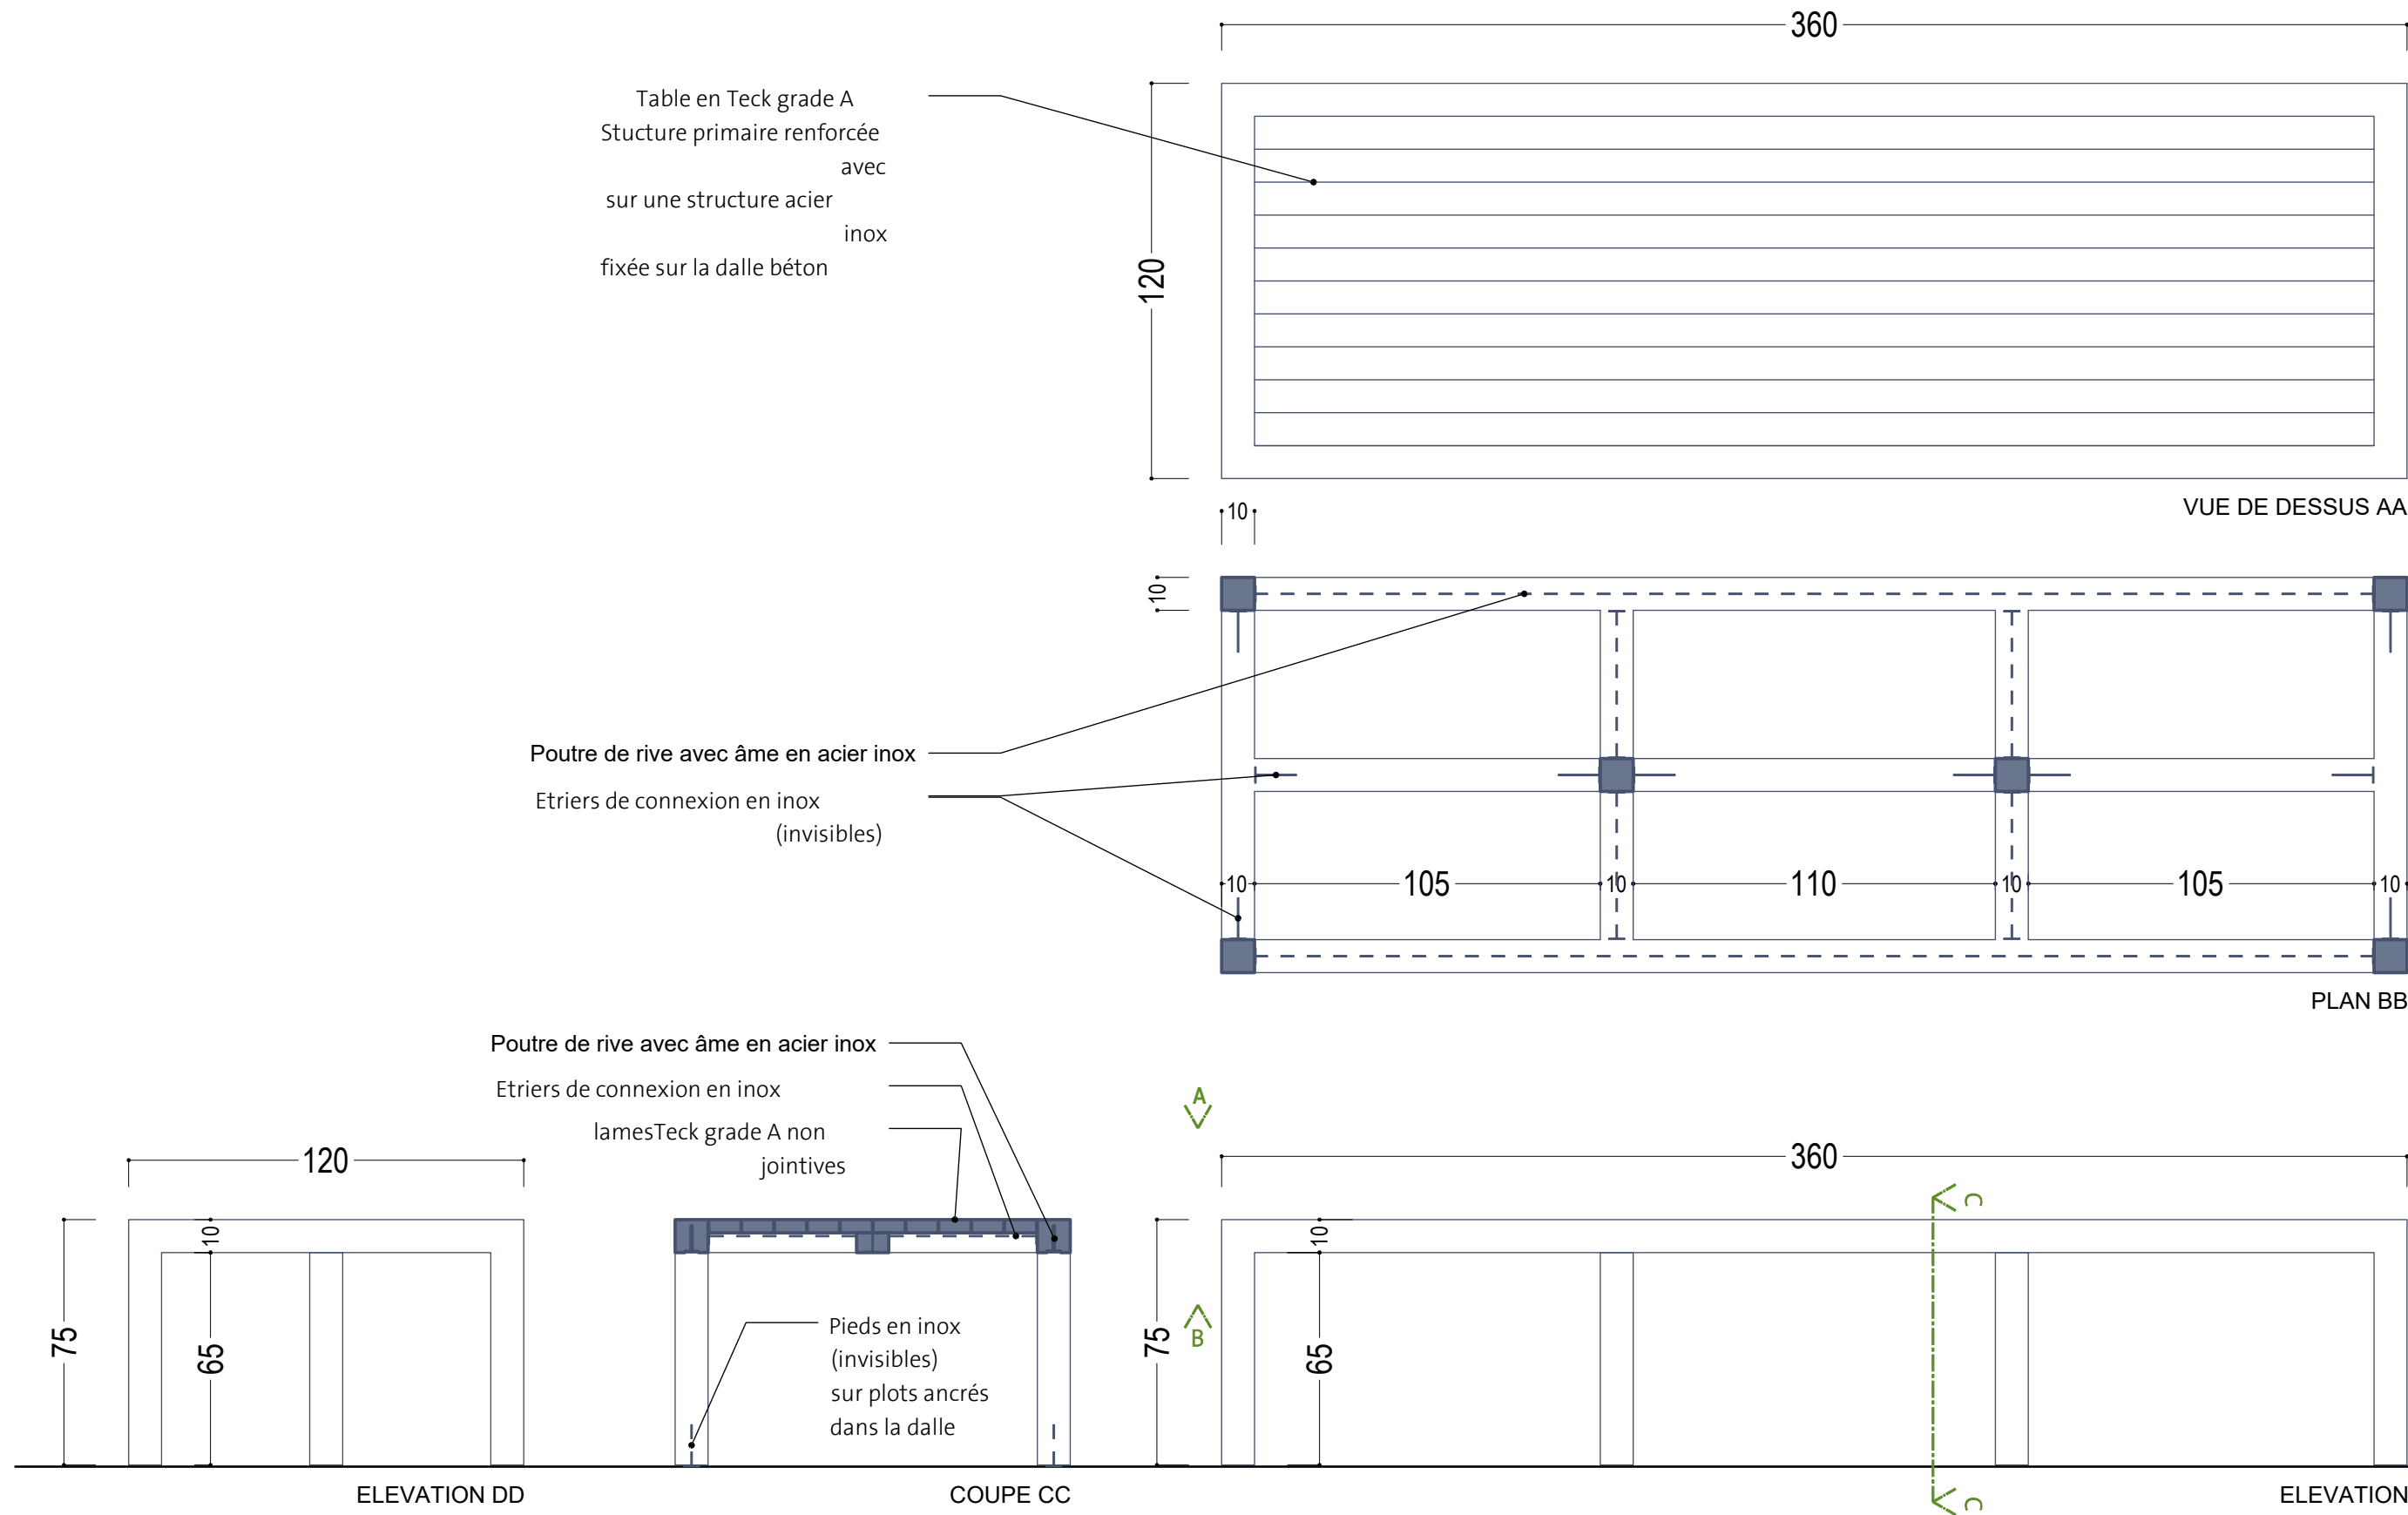 360
Table en Teck grade A
Stucture primaire renforcée
avec
sur une structure acier
inox
fixée sur la dalle béton
120
VUE DE DESSUS AA
10
10
Poutre de rive avec âme en acier inox
Etriers de connexion en inox
(invisibles)
10 105 10 110 10 105 10
PLAN BB
Poutre de rive avec âme en acier inox
Etriers de connexion en inox
lamesTeck grade A non
jointives
A
120
360
C
10
10
75
65
Pieds en inox
(invisibles)
sur plots ancrés
dans la dalle
75
B
65
ELEVATION DD
COUPE CC
C
ELEVATION